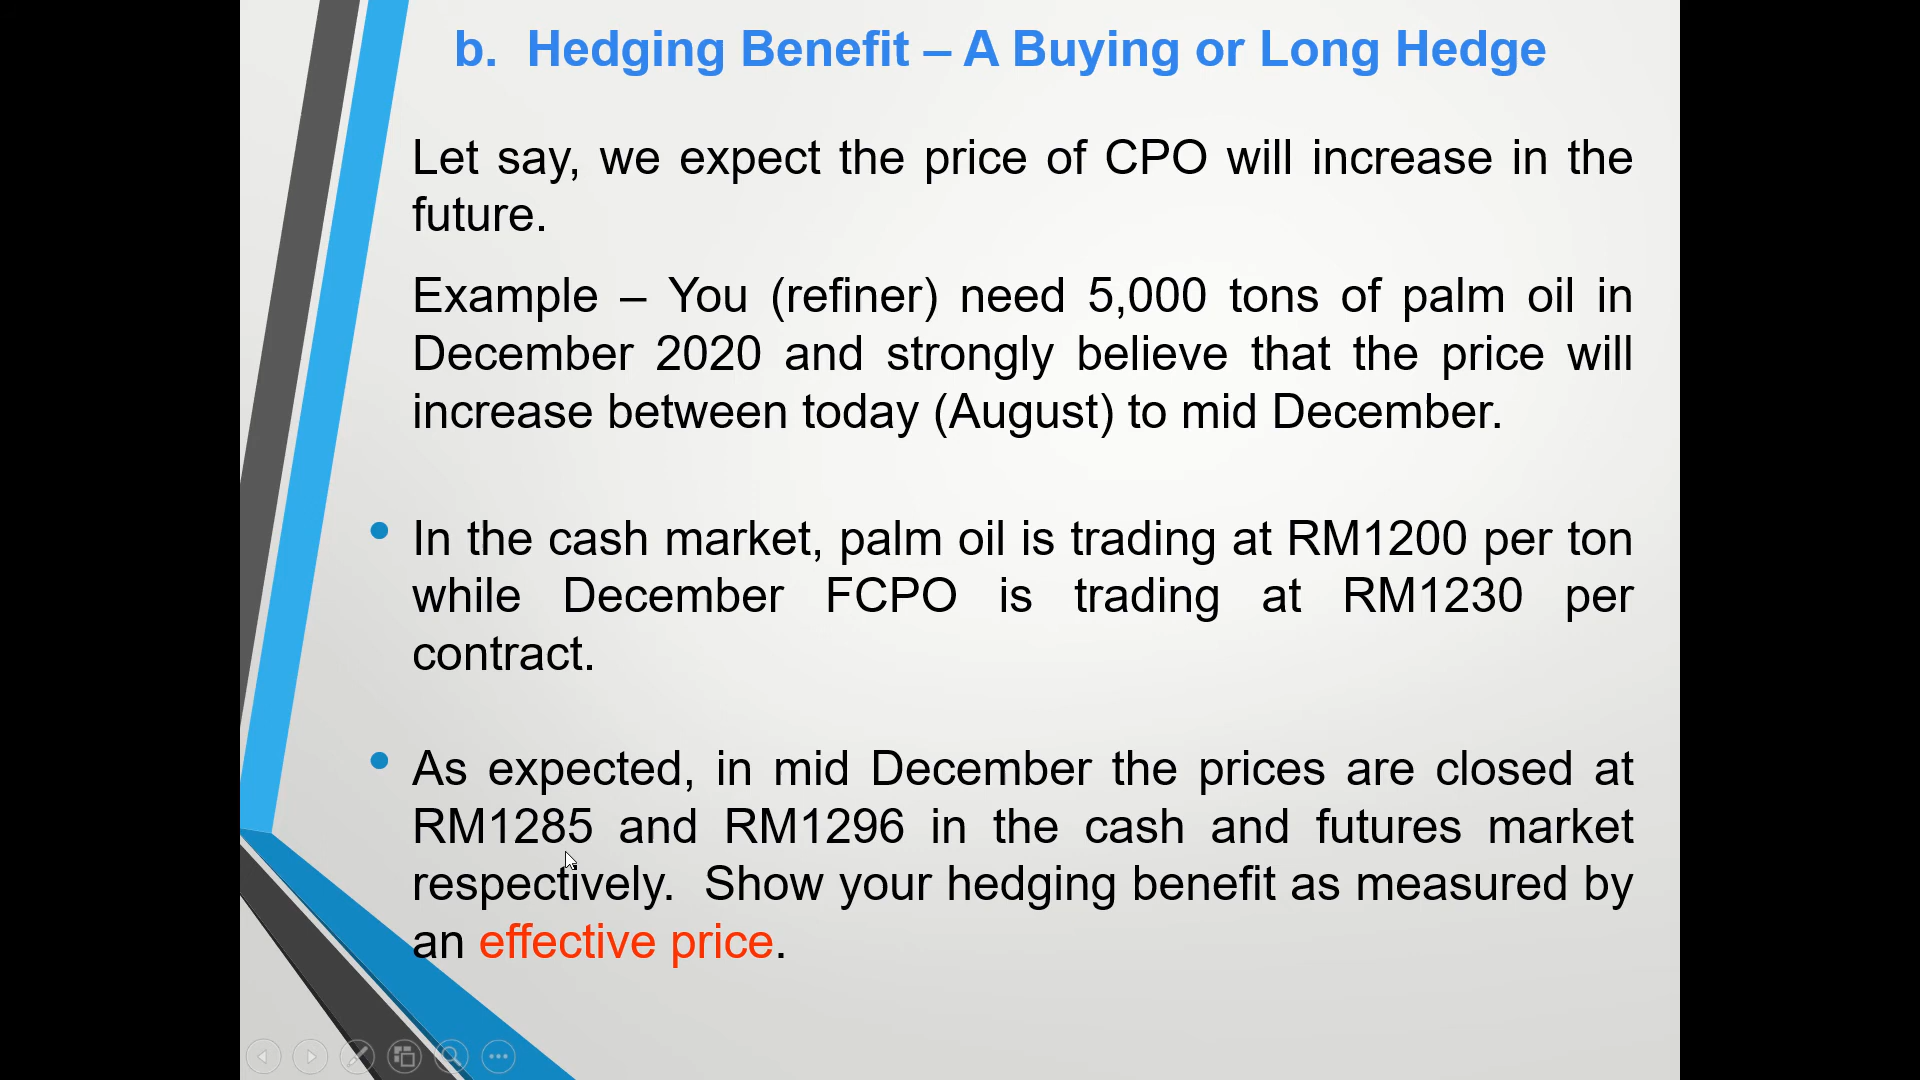 b. Hedging Benefit – A Buying or Long Hedge
Let say, we expect the price of CPO will increase in the
future.
Example – You (refiner) need 5,000 tons of palm oil in
December 2020 and strongly believe that the price will
increase between today (August) to mid December.
• In the cash market, palm oil is trading at RM1200 per ton
while December FCPO is trading at RM1230 per
contract.
• As expected, in mid December the prices are closed at
RM1285 and RM1296 in the cash and futures market
respectively. Show your hedging benefit as measured by
an effective price.